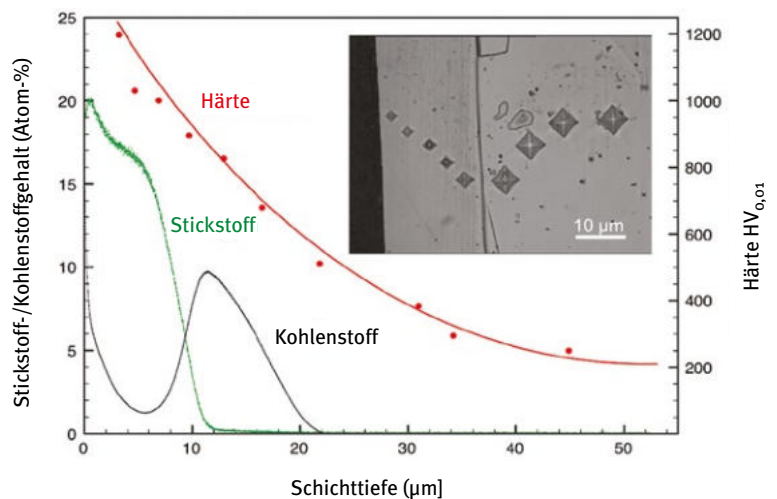 Stickstoff-/Kohlenstoffgehalt (Atom-%)
25
20
15
10
5
0
Härte
Stickstoff
Kohlenstoff
10 µm
1200
1000
800
600
400
200
Härte HV0,01
0
10
20
30
40
50
Schichttiefe (µm]